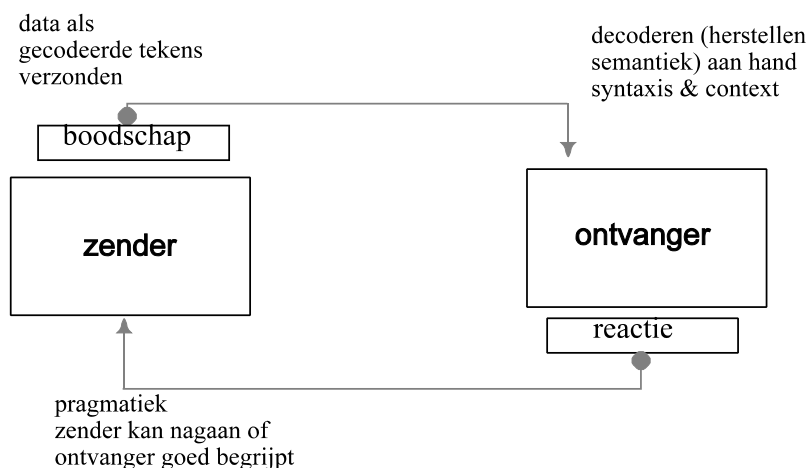 data als
gecodeerde tekens
verzonden
decoderen (herstellen
semantiek) aan hand
syntaxis & context
boodschap
zender
ontvanger
reactie
pragmatiek
zender kan nagaan of
ontvanger goed begrijpt